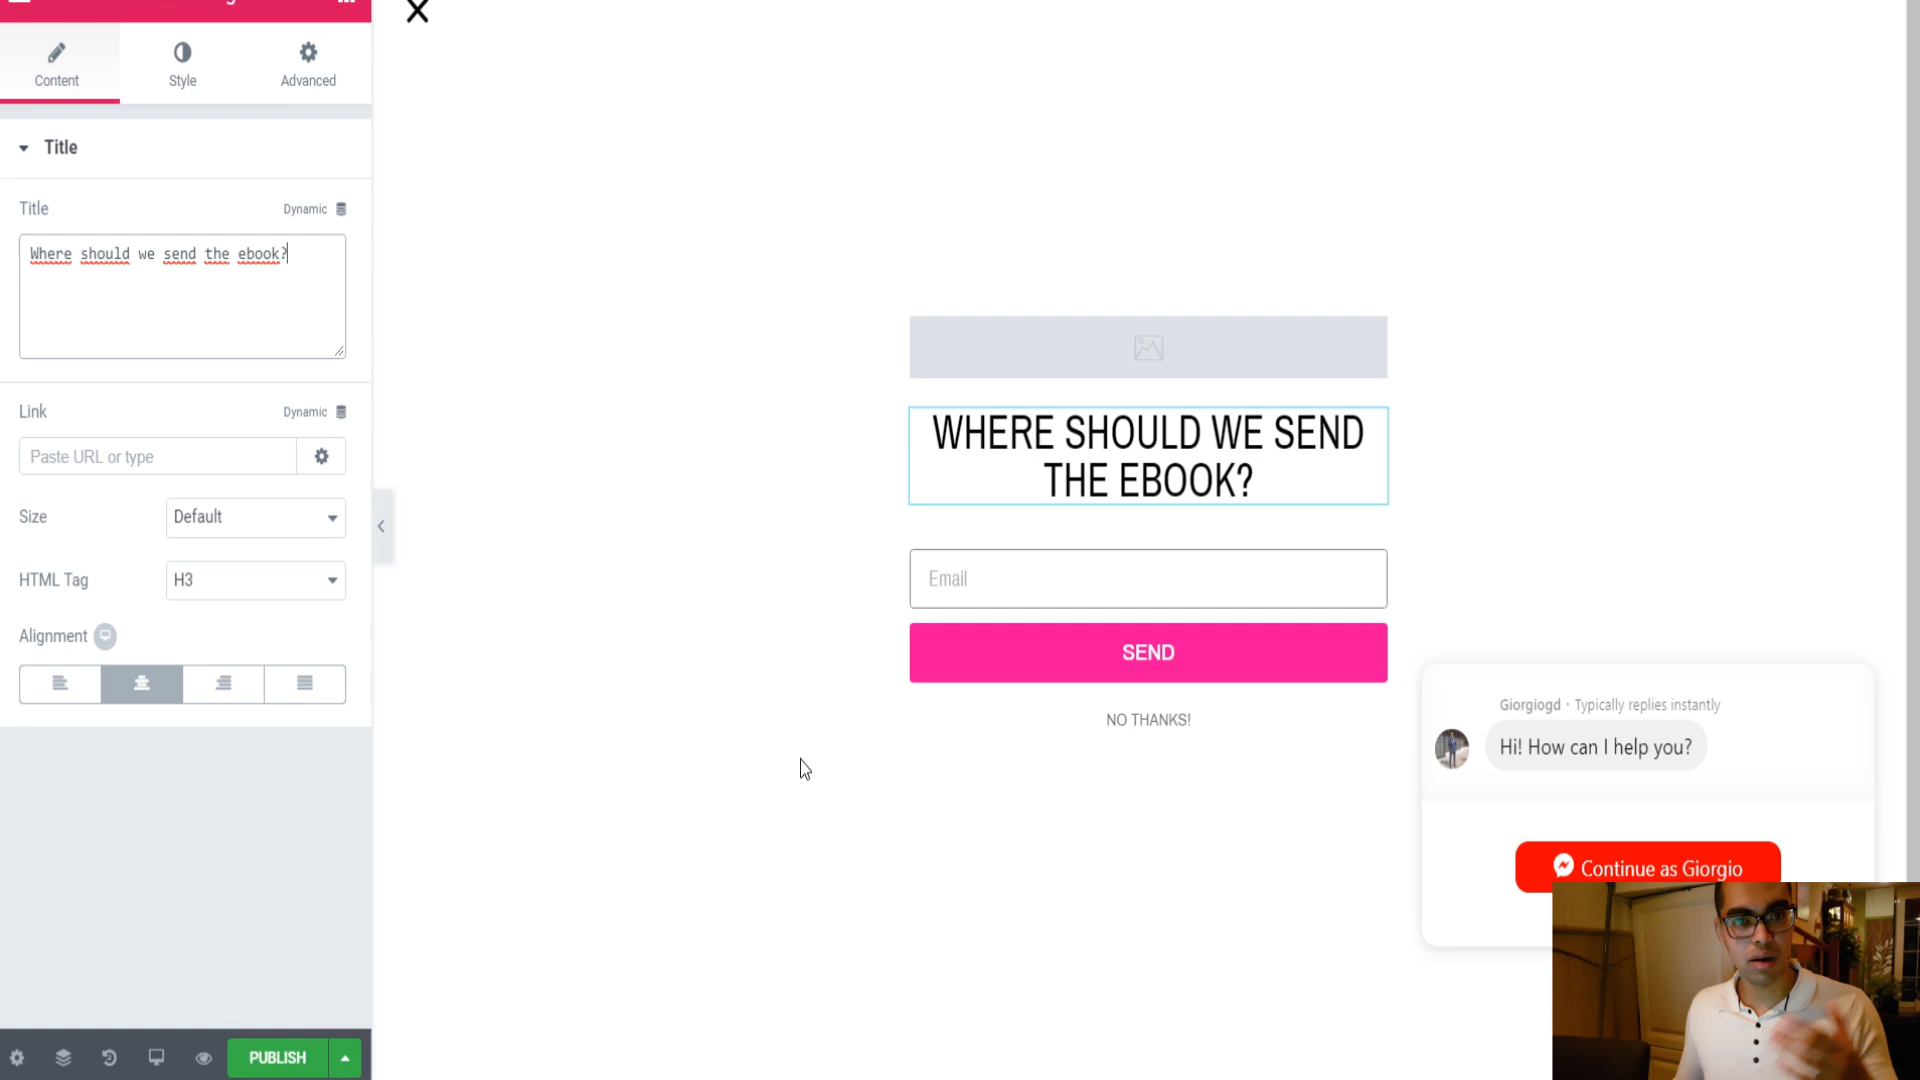 Content
Style
Advanced
Title
Title
Dynamic
Where should we send the ebook?
Link
Dynamic
Paste URL or type
Size
Default
HTML Tag
H3
Alignment
PUBLISH
WHERE SHOULD WE SEND
THE EBOOK?
Email
SEND
NO THANKS!
Giorgiogd · Typically replies instantly
Hi! How can I help you?
Continue as Giorgio